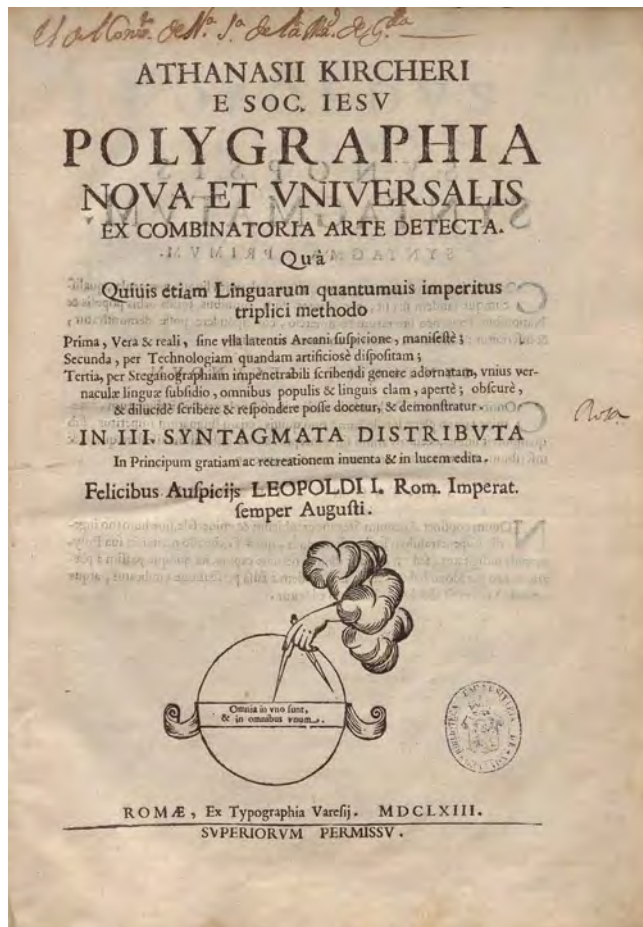 ATHANASII KIRCHERI
E SOC. IESV
POLYGRAPHIA
NOVA ET VNIVERSALIS
EX COMBINATORIA ARTE DETECTA.
Quà
Quiuis etiam Linguarum quantumuis imperitus
triplici methodo
Prima, Vera & reali, ſine vlla latentis Arcani ſuſpicione, manifeſtè;
Secunda, per Technologiam quandam artificiosè diſpoſitam;
Tertia, per Steganographiam impenetrabili ſcribendi genere adornatam, vnius ver-
naculæ linguæ ſubſidio, omnibus populis & linguis clam, apertè; obſcurè,
& dilucidè ſcribere & reſpondere poſſe docetur, & demonſtratur.
IN III. SYNTAGMATA DISTRIBVTA
In Principum gratiam ac recreationem inuenta & in lucem edita.
Felicibus Auſpicijs LEOPOLDI I. Rom. Imperat.
ſemper Auguſti.
Omnia in vno ſunt,
& in omnibus vnum.
ROMÆ, Ex Typographia Vareſij. MDCLXIII.
SVPERIORVM PERMISSV.